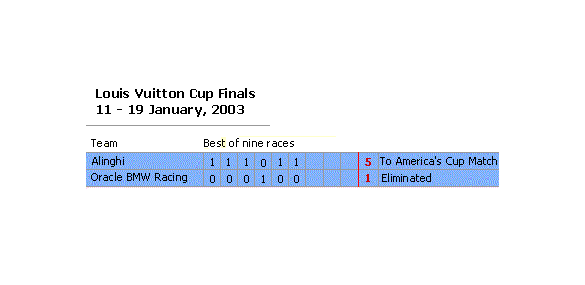 Louis Vuitton Cup Finals
11 - 19 January, 2003
Team Best of nine races
Alinghi 1 1 1 0 1 1 5 To America's Cup Match
Oracle BMW Racing 0 0 0 1 0 0 1 Eliminated